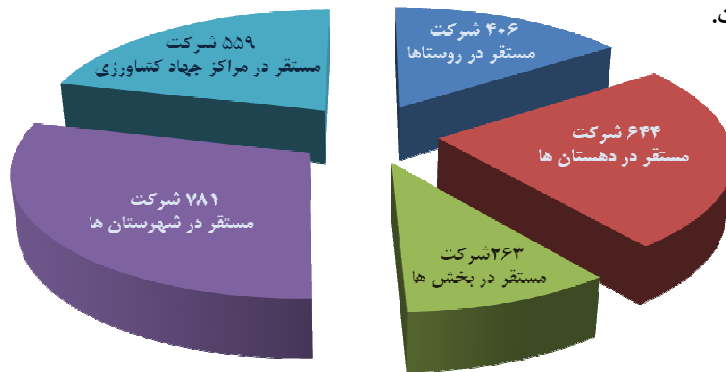 ت.
۴۰۶ شرکت
مستقر در روستاها
۵۵۹ شرکت
مستقر در مراکز جهاد کشاورزی
۶۴۴ شرکت
مستقر در دهستان ها
۷۸۱ شرکت
مستقر در شهرستان ها
۲۶۳شرکت
مستقر در بخش ها